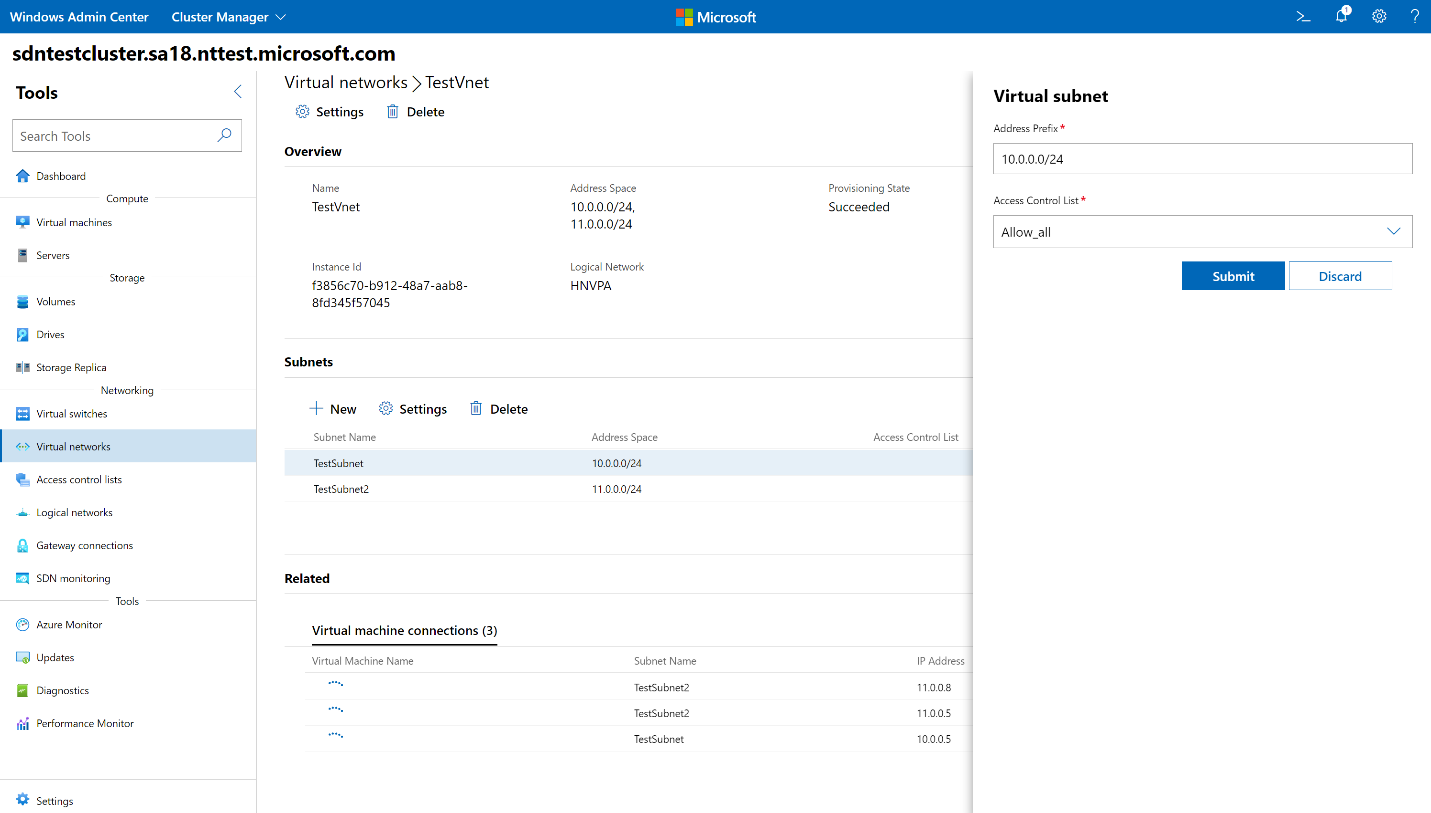 Windows Admin Center
Cluster Manager
Microsoft
1
sdntestcluster.sa18.nttest.microsoft.com
Tools
Search Tools
Dashboard
Compute
Virtual machines
Servers
Storage
Volumes
Drives
Storage Replica
Networking
Virtual switches
Virtual networks
Access control lists
Logical networks
Gateway connections
SDN monitoring
Tools
Azure Monitor
Updates
Diagnostics
Performance Monitor
Settings
Virtual networks > TestVnet
Settings Delete
Overview
Name Address Space Provisioning State
TestVnet 10.0.0.0/24, Succeeded
11.0.0.0/24
Instance Id Logical Network
f3856c70-b912-48a7-aab8- HNVPA
8fd345f57045
Subnets
New Settings Delete
Subnet Name Address Space Access Control List
TestSubnet 10.0.0.0/24
TestSubnet2 11.0.0.0/24
Related
Virtual machine connections (3)
Virtual Machine Name Subnet Name IP Address
TestSubnet2 11.0.0.8
TestSubnet2 11.0.0.5
TestSubnet 10.0.0.5
Virtual subnet
Address Prefix*
10.0.0.0/24
Access Control List*
Allow_all
Submit Discard